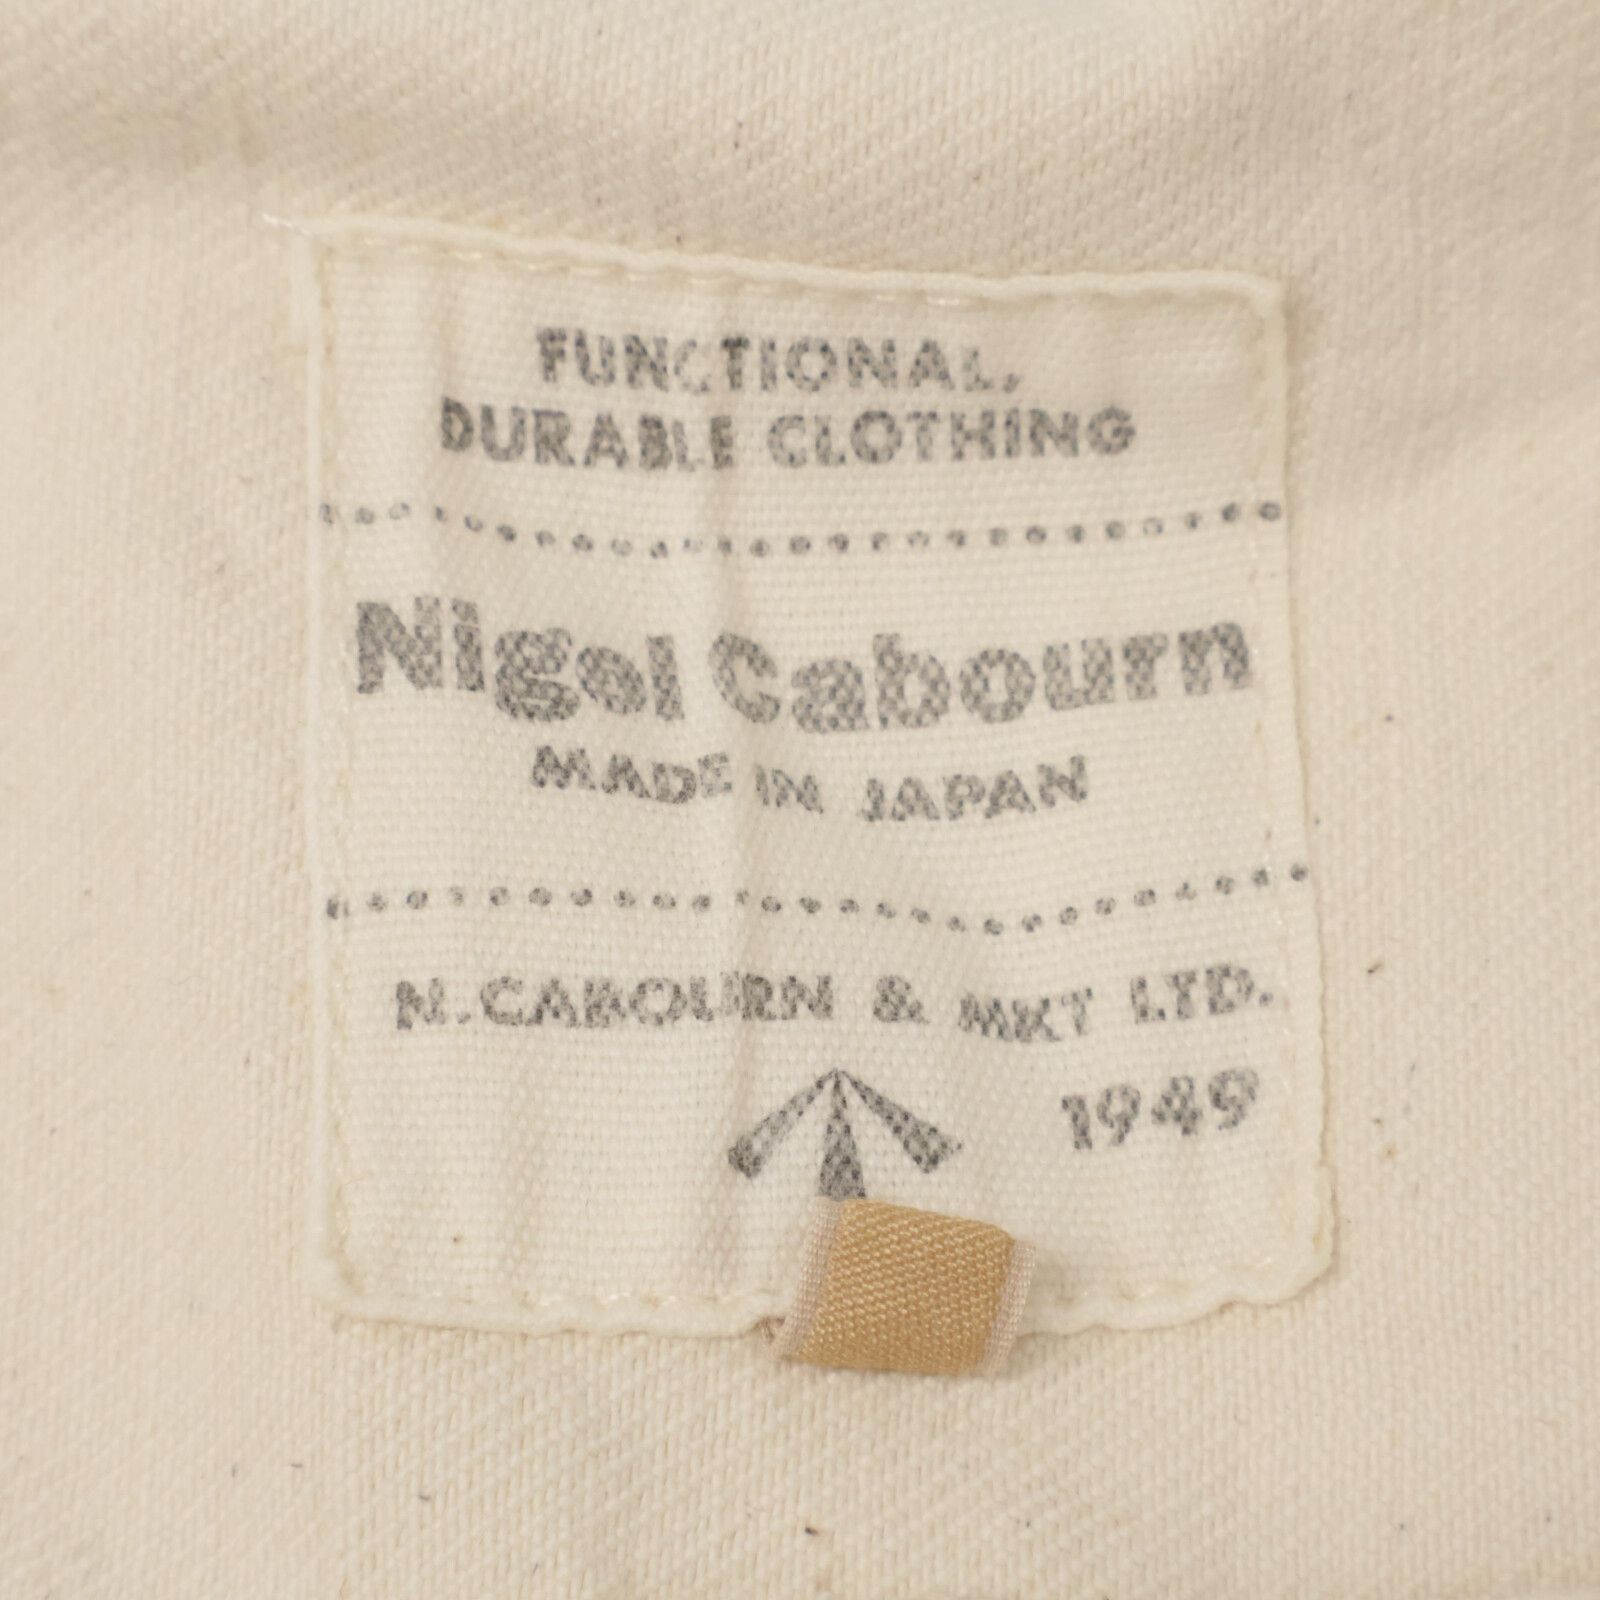 FUNCTIONAL,
DURABLE CLOTHING
Nigel Cabourn
MADE IN JAPAN
N.CABOURN & MKT LTD.
1949